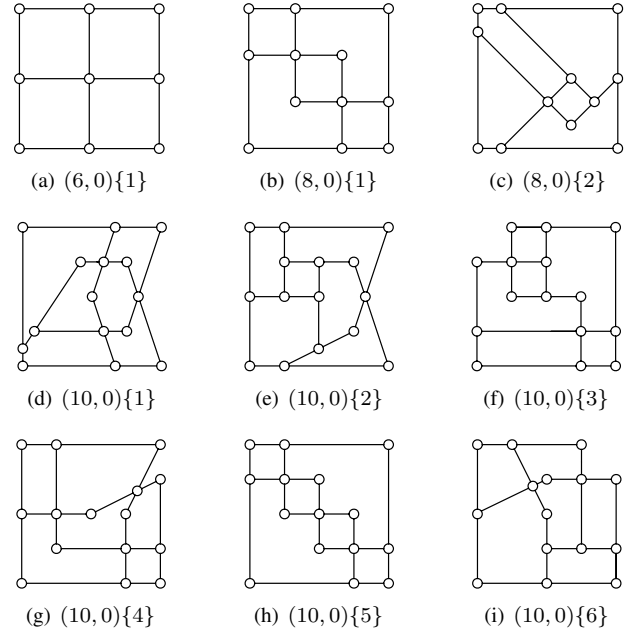 (a) (6, 0){1}
(b) (8, 0){1}
(c) (8, 0){2}
(d) (10, 0){1}
(e) (10, 0){2}
(f) (10, 0){3}
(g) (10, 0){4}
(h) (10, 0){5}
(i) (10, 0){6}